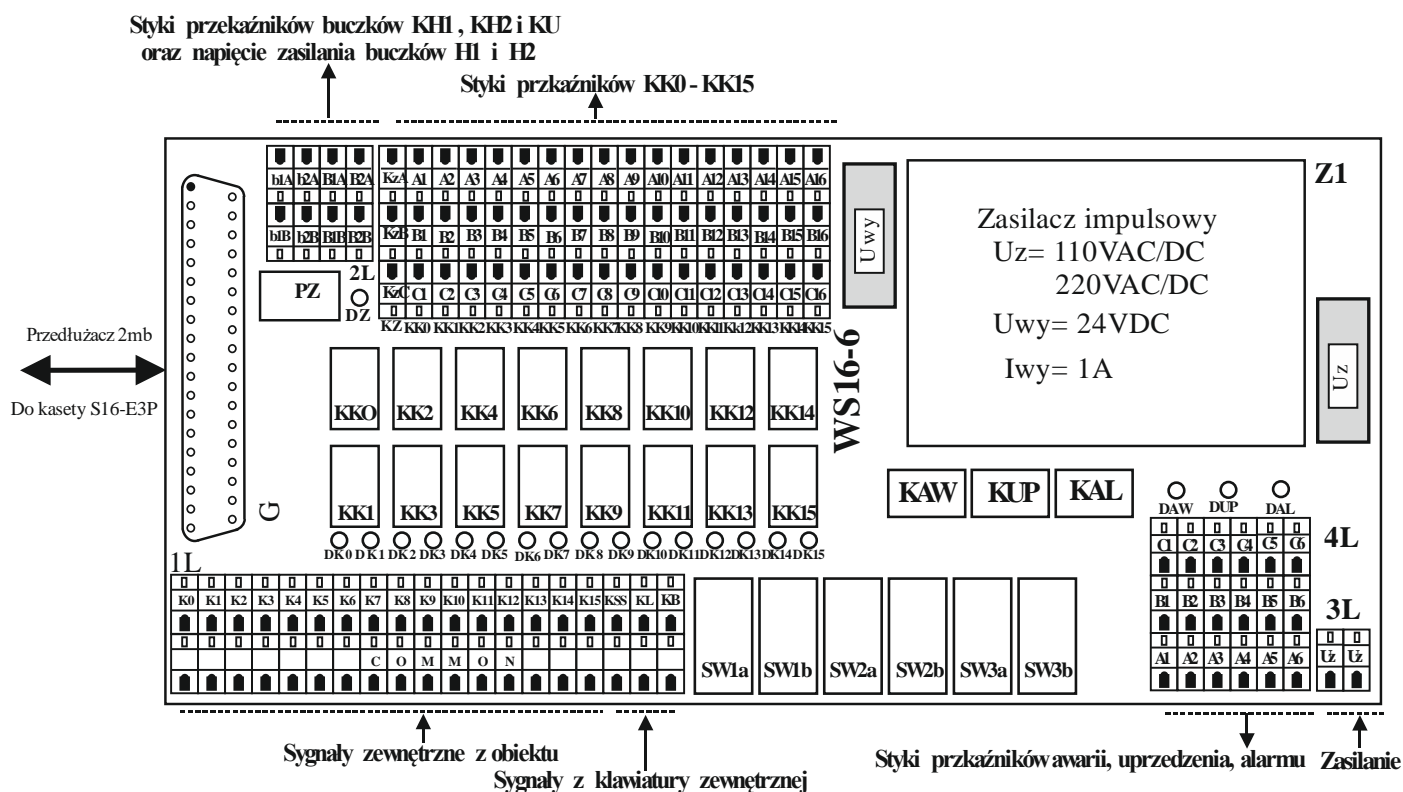 Styki przekaźników buczków KH1 , KH2 i KU
oraz napięcie zasilania buczków H1 i H2
Styki przkaźników KK0 - KK15
b1A b2A B1A B2A KzA A1 A2 A3 A4 A5 A6 A7 A8 A9 A10 A11 A12 A13 A14 A15 A16
b1B b2B B1B B2B KzB B1 B2 B3 B4 B5 B6 B7 B8 B9 B10 B11 B12 B13 B14 B15 B16
2L
KzC C1 C2 C3 C4 C5 C6 C7 C8 C9 C10 C11 C12 C13 C14 C15 C16
PZ
DZ
KZ KK0 KK1 KK2 KK3 KK4 KK5 KK6 KK7 KK8 KK9 KK10 KK11 Kk12 KK13 KK14 KK15
Uwy
Zasilacz impulsowy
Uz= 110VAC/DC
220VAC/DC
Uwy= 24VDC
Iwy= 1A
Z1
Uz
WS16-6
Przedłużacz 2mb
Do kasety S16-E3P
KKO KK2 KK4 KK6 KK8 KK10 KK12 KK14
KK1 KK3 KK5 KK7 KK9 KK11 KK13 KK15
G
DK0 DK1 DK2 DK3 DK4 DK5 DK6 DK7 DK8 DK9 DK10 DK11 DK12 DK13 DK14 DK15
KAW KUP KAL
DAW DUP DAL
1L
K0 K1 K2 K3 K4 K5 K6 K7 K8 K9 K10 K11 K12 K13 K14 K15 KSS KL KB
C O M M O N
SW1a SW1b SW2a SW2b SW3a SW3b
C1 C2 C3 C4 C5 C6
4L
B1 B2 B3 B4 B5 B6
3L
A1 A2 A3 A4 A5 A6 Uz Uz
Sygnały zewnętrzne z obiektu
Sygnały z klawiatury zewnętrznej
Styki przkaźników awarii, uprzedzenia, alarmu
Zasilanie